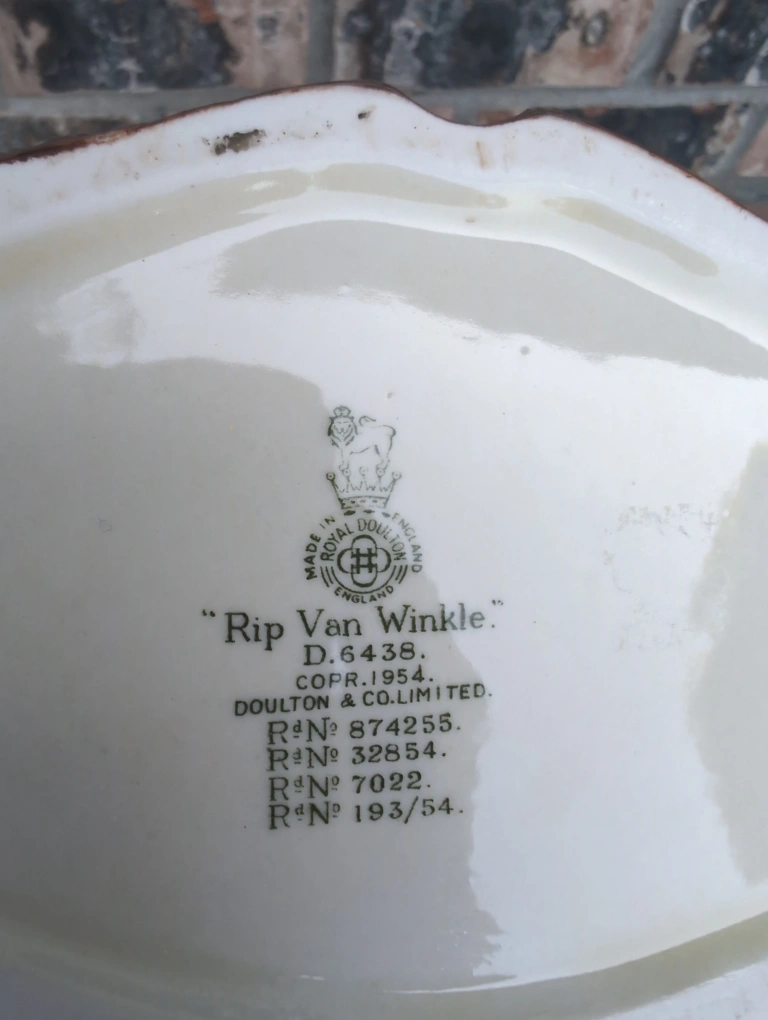 MADE IN ENGLAND
ROYAL DOULTON
ENGLAND
"Rip Van Winkle."
D.6438.
COPR.1954.
DOULTON & CO.LIMITED.
Rᵈ Nº 874255.
Rᵈ Nº 32854.
Rᵈ Nº 7022.
Rᵈ Nº 193/54.